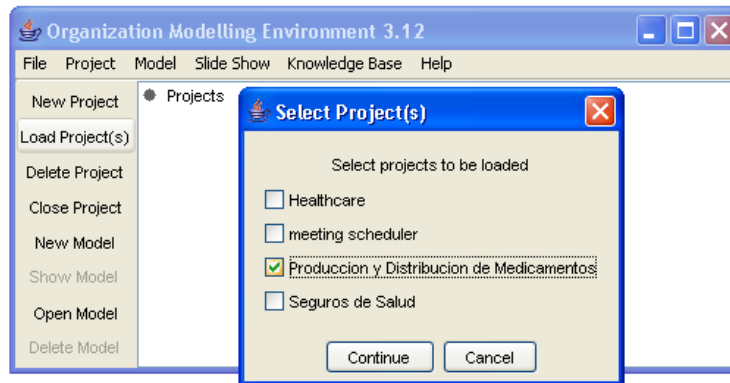 Organization Modelling Environment 3.12
File Project Model Slide Show Knowledge Base Help
New Project
Load Project(s)
Delete Project
Close Project
New Model
Show Model
Open Model
Delete Model
Projects
Select Project(s)
Select projects to be loaded
Healthcare
meeting scheduler
Produccion y Distribucion de Medicamentos
Seguros de Salud
Continue Cancel